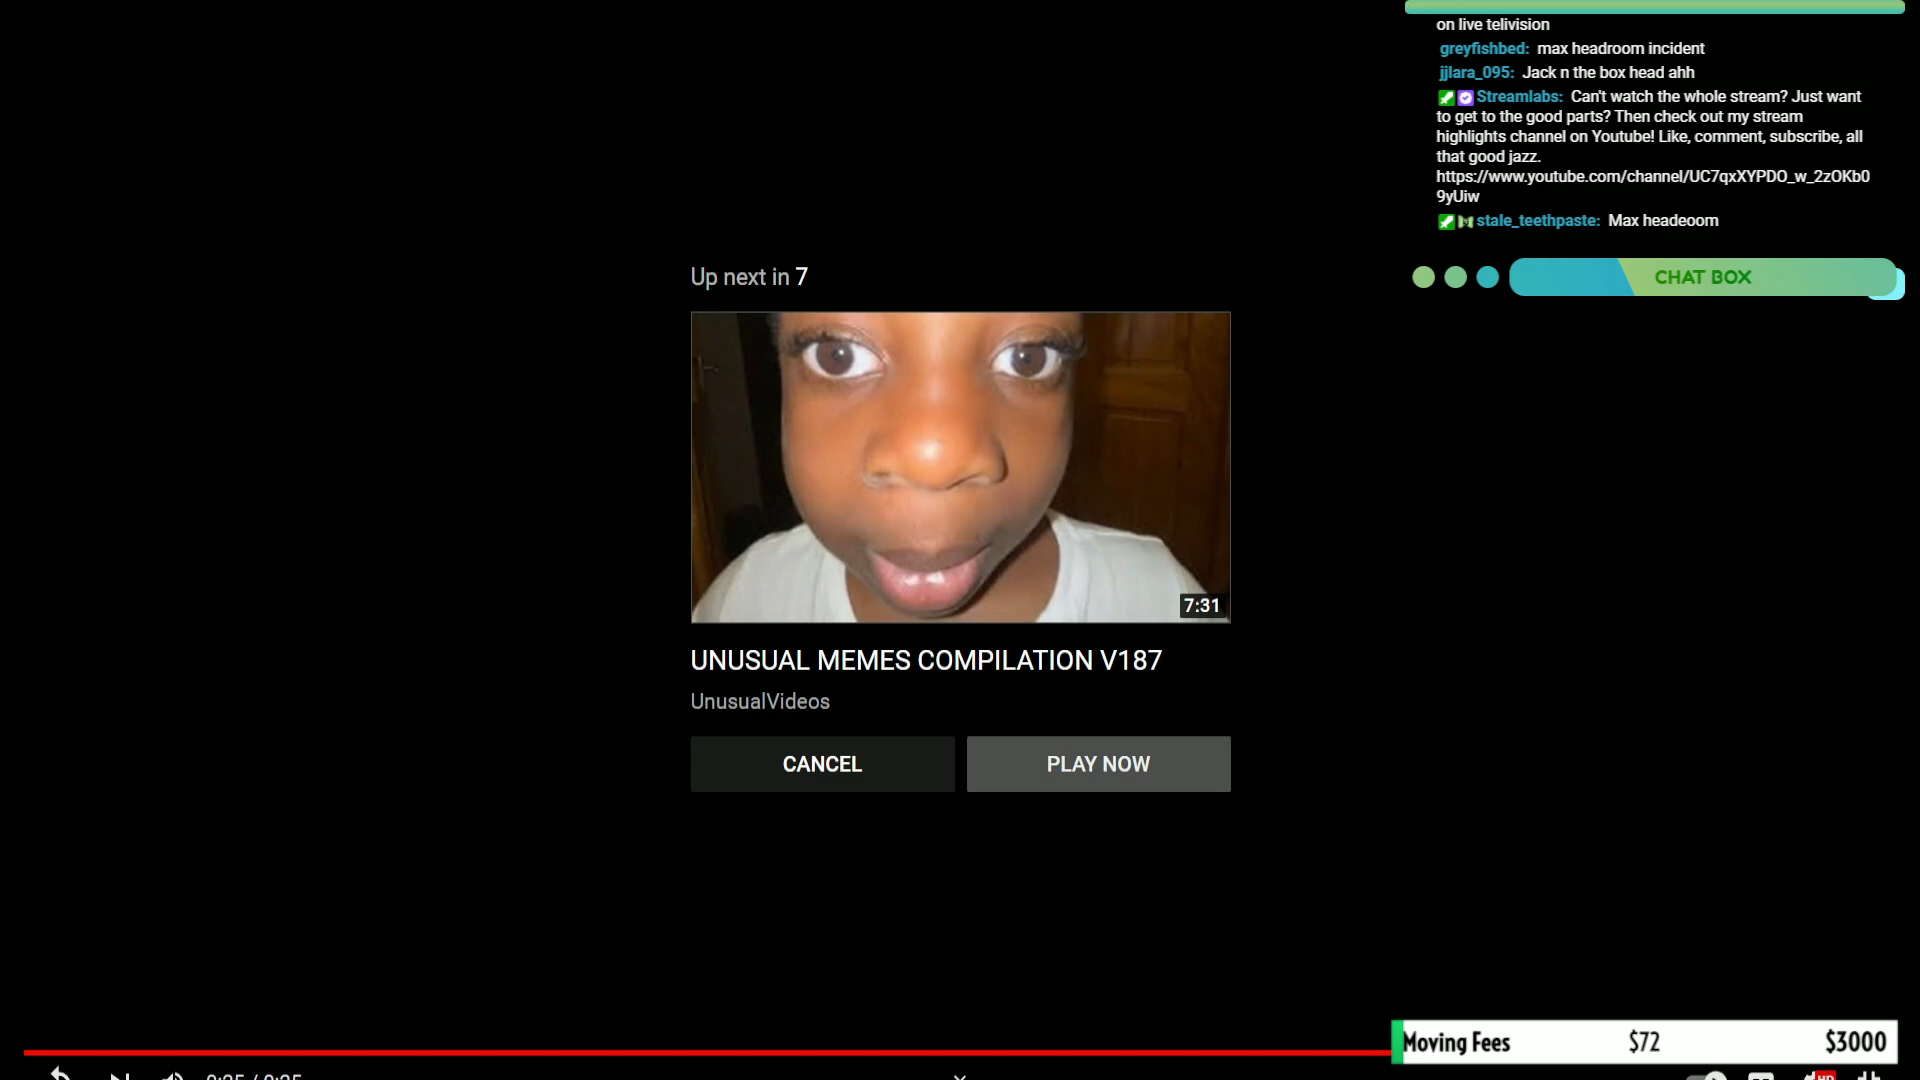 on live telivision
greyfishbed: max headroom incident
jjlara_095: Jack n the box head ahh
Streamlabs: Can't watch the whole stream? Just want
to get to the good parts? Then check out my stream
highlights channel on Youtube! Like, comment, subscribe, all
that good jazz.
https://www.youtube.com/channel/UC7qxXYPDO_w_2zOKb0
9yUiw
stale_teethpaste: Max headeoom
CHAT BOX
Up next in 7
7:31
UNUSUAL MEMES COMPILATION V187
UnusualVideos
CANCEL
PLAY NOW
Moving Fees $72 $3000
HD